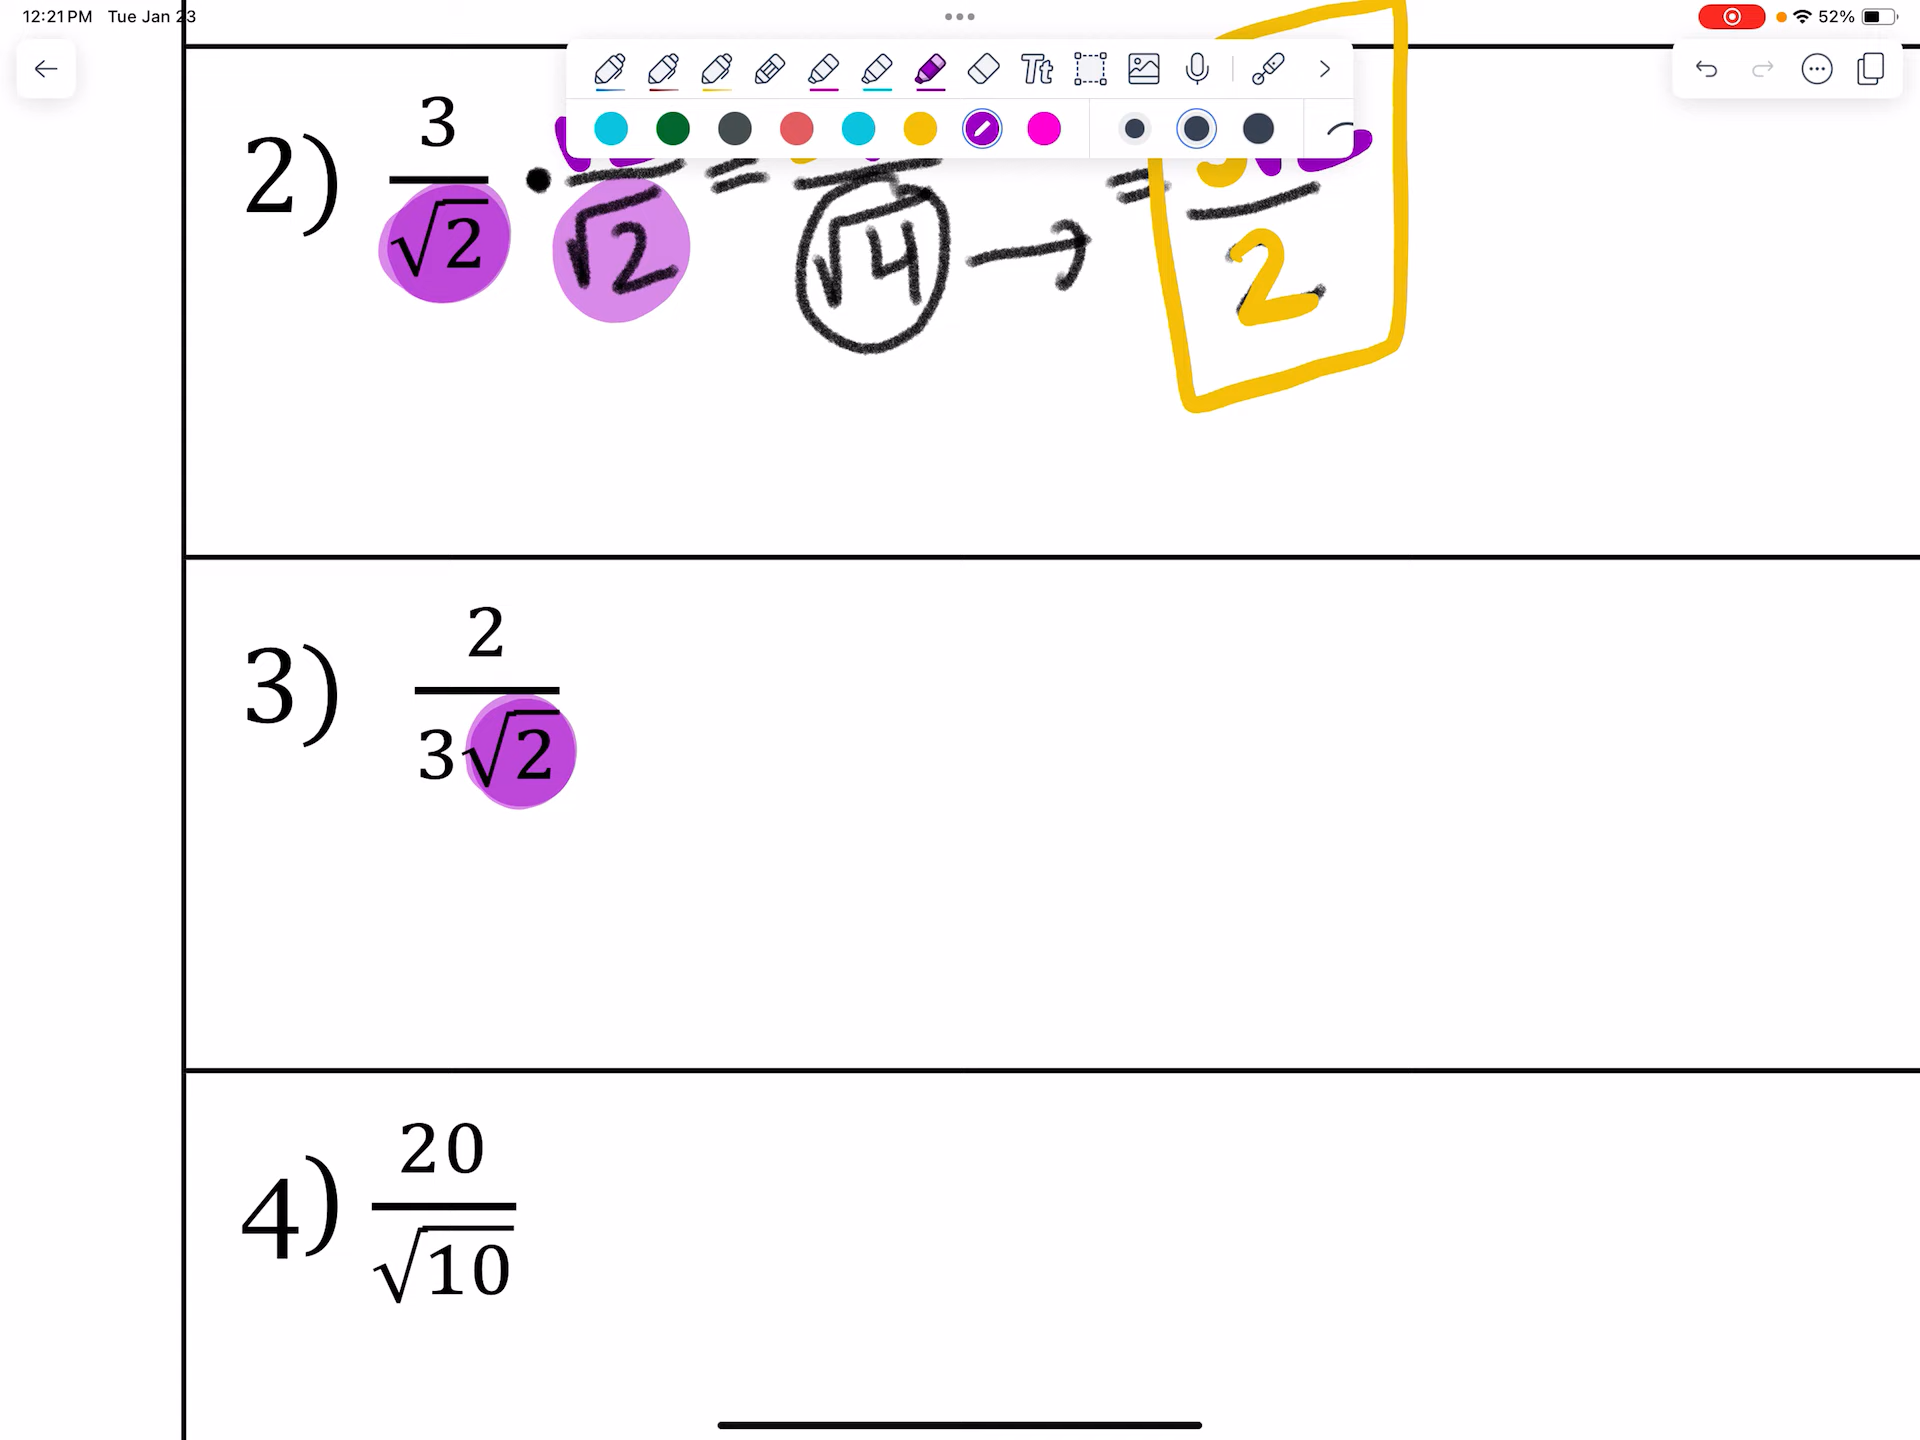 12:21 PM Tue Jan 23
52%
Tt
2) 3/√2 • /√2 = /√4 → = /2
3) 2/3√2
4) 20/√10